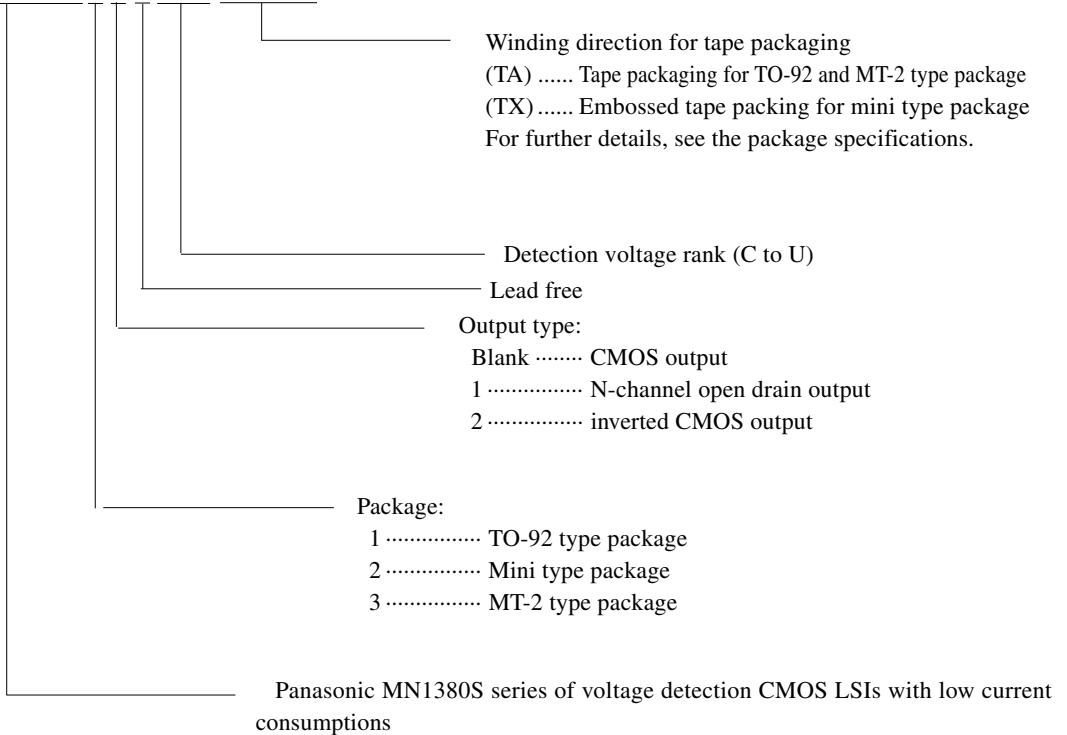 Winding direction for tape packaging
(TA) ...... Tape packaging for TO-92 and MT-2 type package
(TX) ...... Embossed tape packing for mini type package
For further details, see the package specifications.
Detection voltage rank (C to U)
Lead free
Output type:
Blank ........ CMOS output
1 ................ N-channel open drain output
2 ................ inverted CMOS output
Package:
1 ................ TO-92 type package
2 ................ Mini type package
3 ................ MT-2 type package
Panasonic MN1380S series of voltage detection CMOS LSIs with low current
consumptions